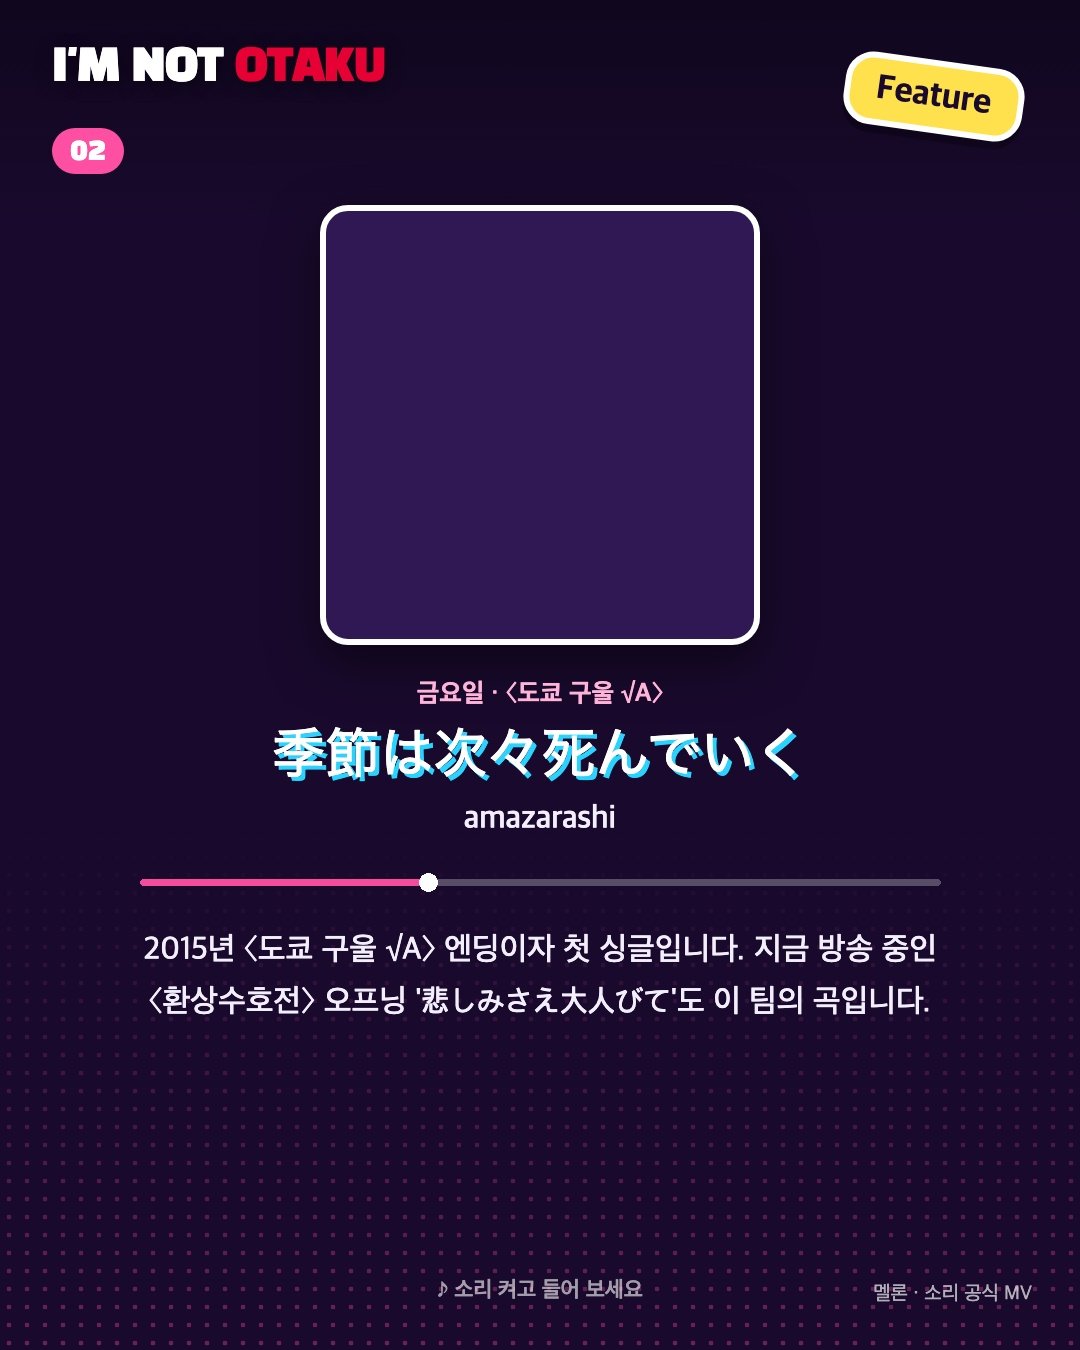 I'M NOT OTAKU
Feature
02
금요일 · 〈도쿄 구울 √A〉
季節は次々死んでいく
amazarashi
2015년 〈도쿄 구울 √A〉 엔딩이자 첫 싱글입니다. 지금 방송 중인
〈환상수호전〉 오프닝 '悲しみさえ大人びて'도 이 팀의 곡입니다.
♪ 소리 켜고 들어 보세요
멜론 · 소리 공식 MV